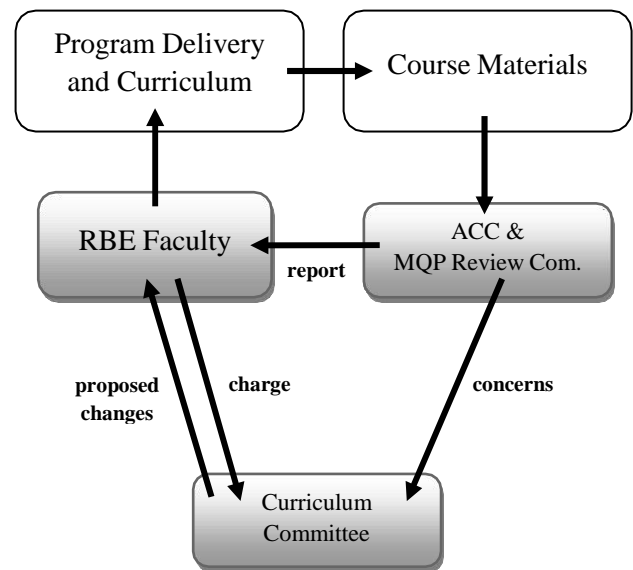 Program Delivery
and Curriculum
Course Materials
RBE Faculty
report
ACC &
MQP Review Com.
proposed
changes
charge
concerns
Curriculum
Committee